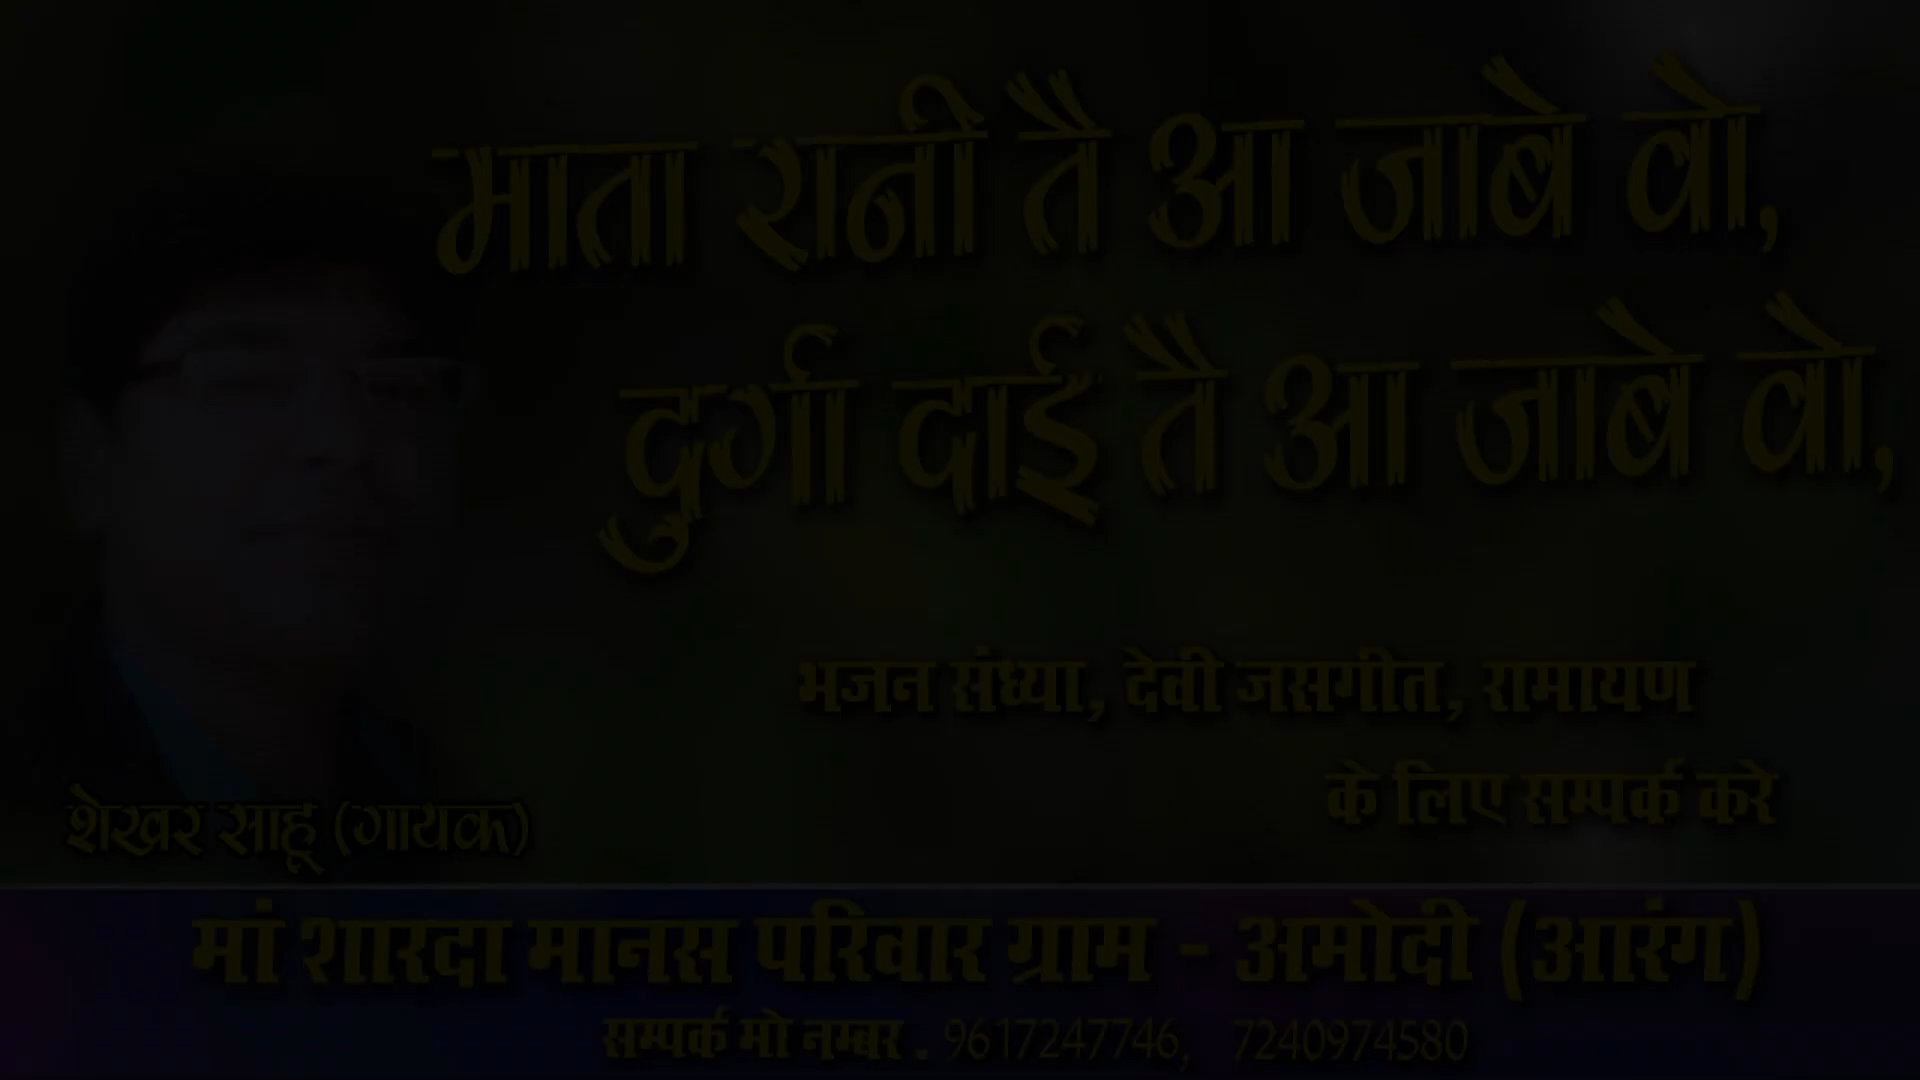 माता रानी तै आ जाबे वो,
दुर्गा दाई तै आ जाबे वो,
भजन संध्या, देवी जसगीत, रामायण
के लिए सम्पर्क करे
शेखर साहू (गायक)
मां शारदा मानस परिवार ग्राम - अमोदी (आरंग)
सम्पर्क मो नम्बर . 9617247746, 7240974580